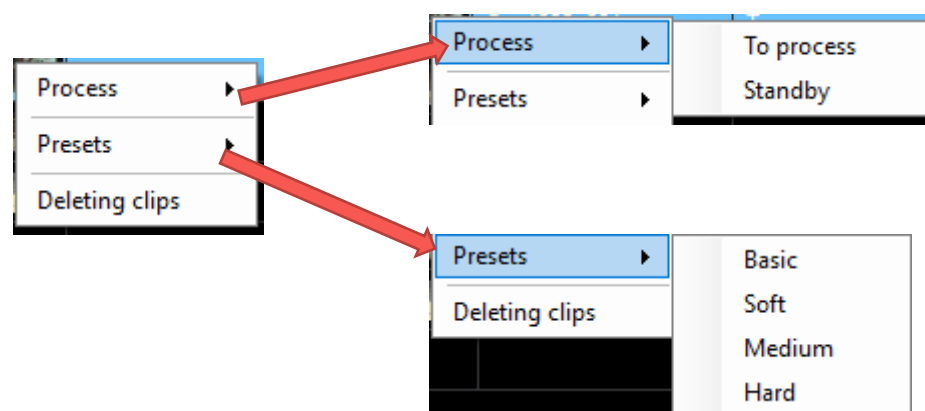 Process
Presets
Deleting clips
Process
Presets
To process
Standby
Presets
Deleting clips
Basic
Soft
Medium
Hard